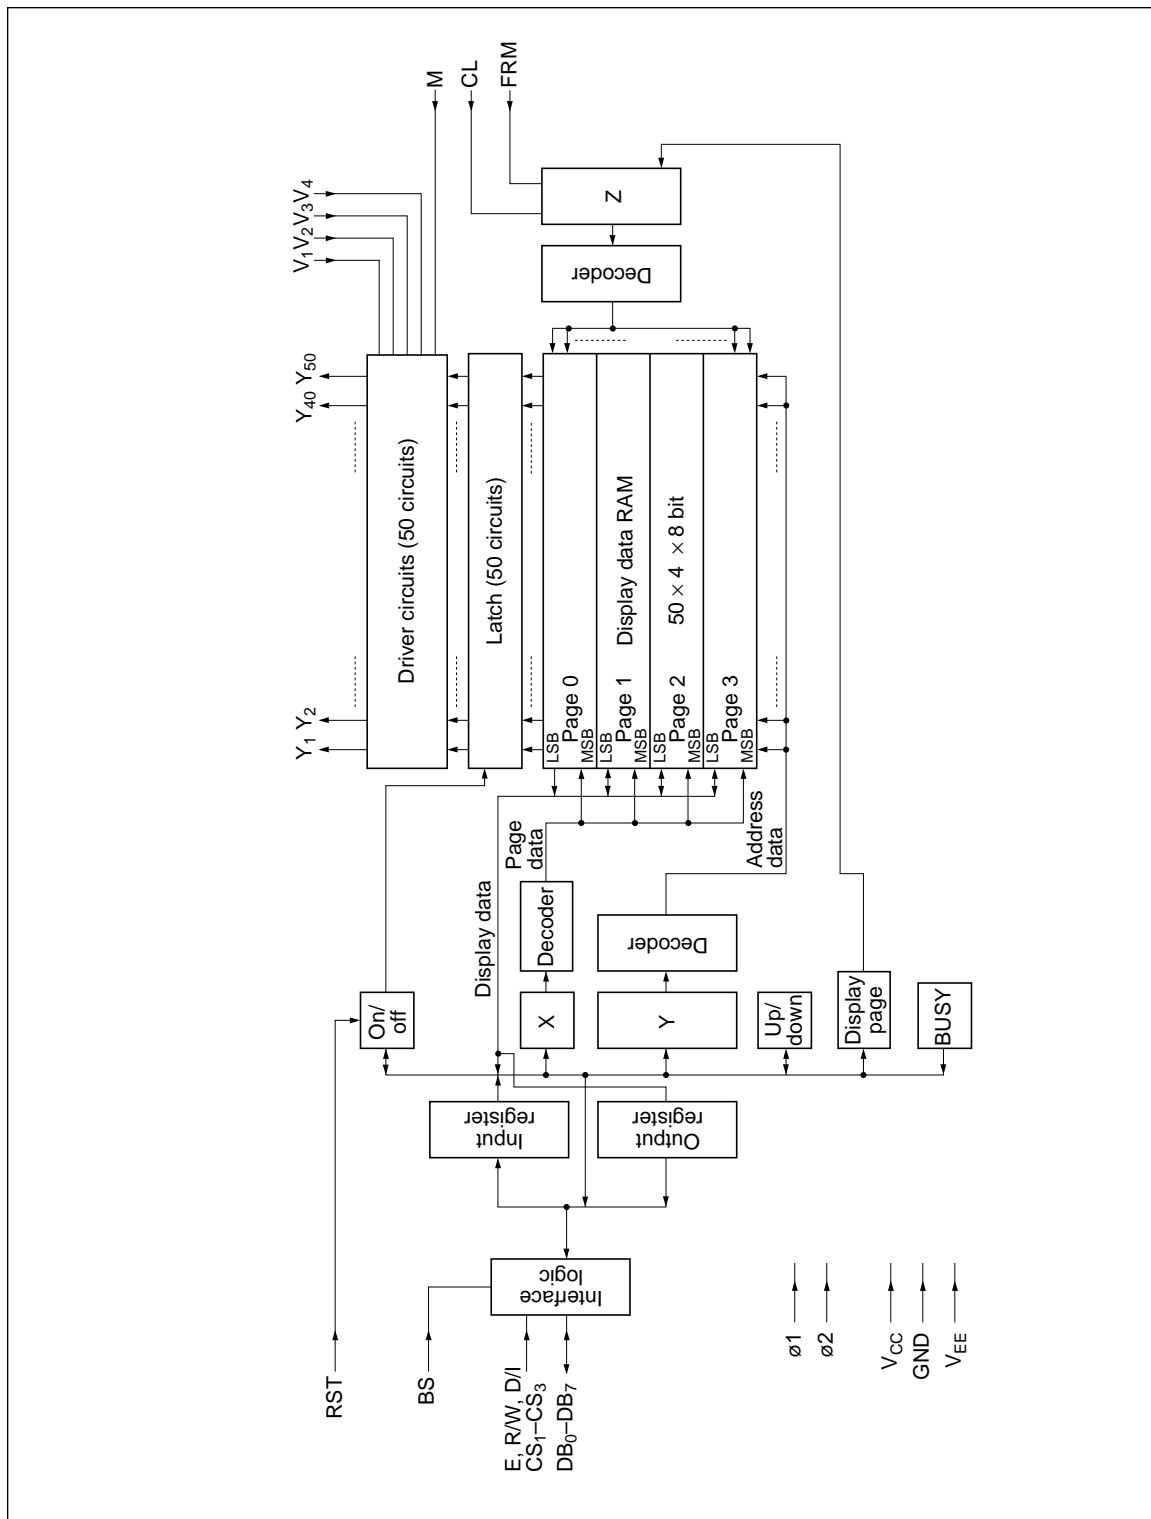 M
CL
FRM
V1 V2 V3 V4
Z
Decoder
Y1 Y2
Y40 Y50
Driver circuits (50 circuits)
Latch (50 circuits)
LSB
Page 0
MSB
LSB
Page 1
MSB
LSB
Page 2
MSB
LSB
Page 3
MSB
Display data RAM
50 × 4 × 8 bit
Page
data
Address
data
Display data
Decoder
Decoder
On/
off
X
Y
Up/
down
Display
page
BUSY
Input
register
Output
register
Interface
logic
RST
BS
E, R/W, D/I
CS1–CS3
DB0–DB7
ø1
ø2
VCC
GND
VEE